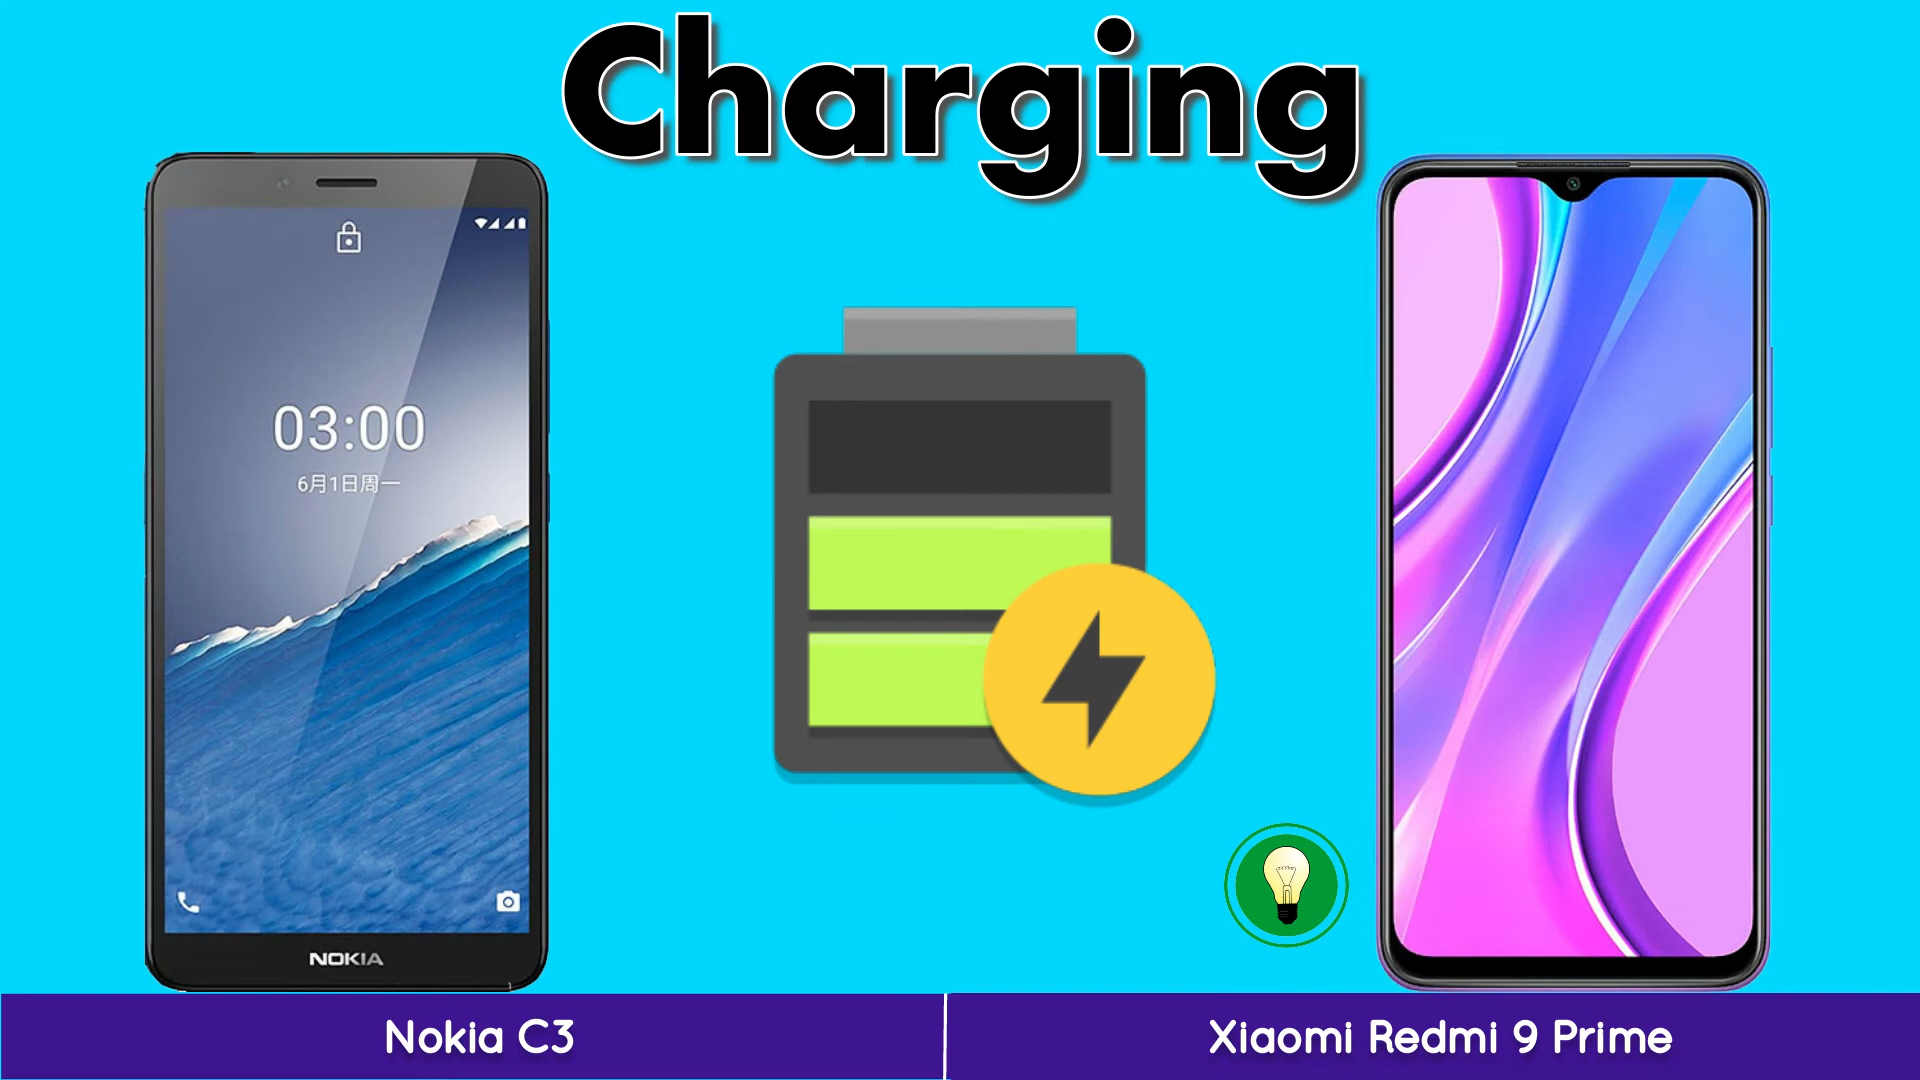 Charging
03:00
6月1日周一
NOKIA
Nokia C3
Xiaomi Redmi 9 Prime